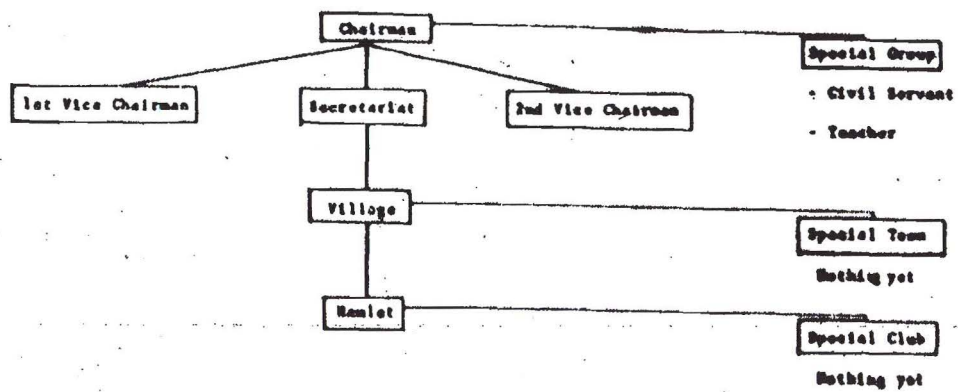 Chairman
Special Group
1st Vice Chairman
Secretariat
2nd Vice Chairman
- Civil Servant
- Teacher
Village
Special Team
Nothing yet
Hamlet
Special Club
Nothing yet